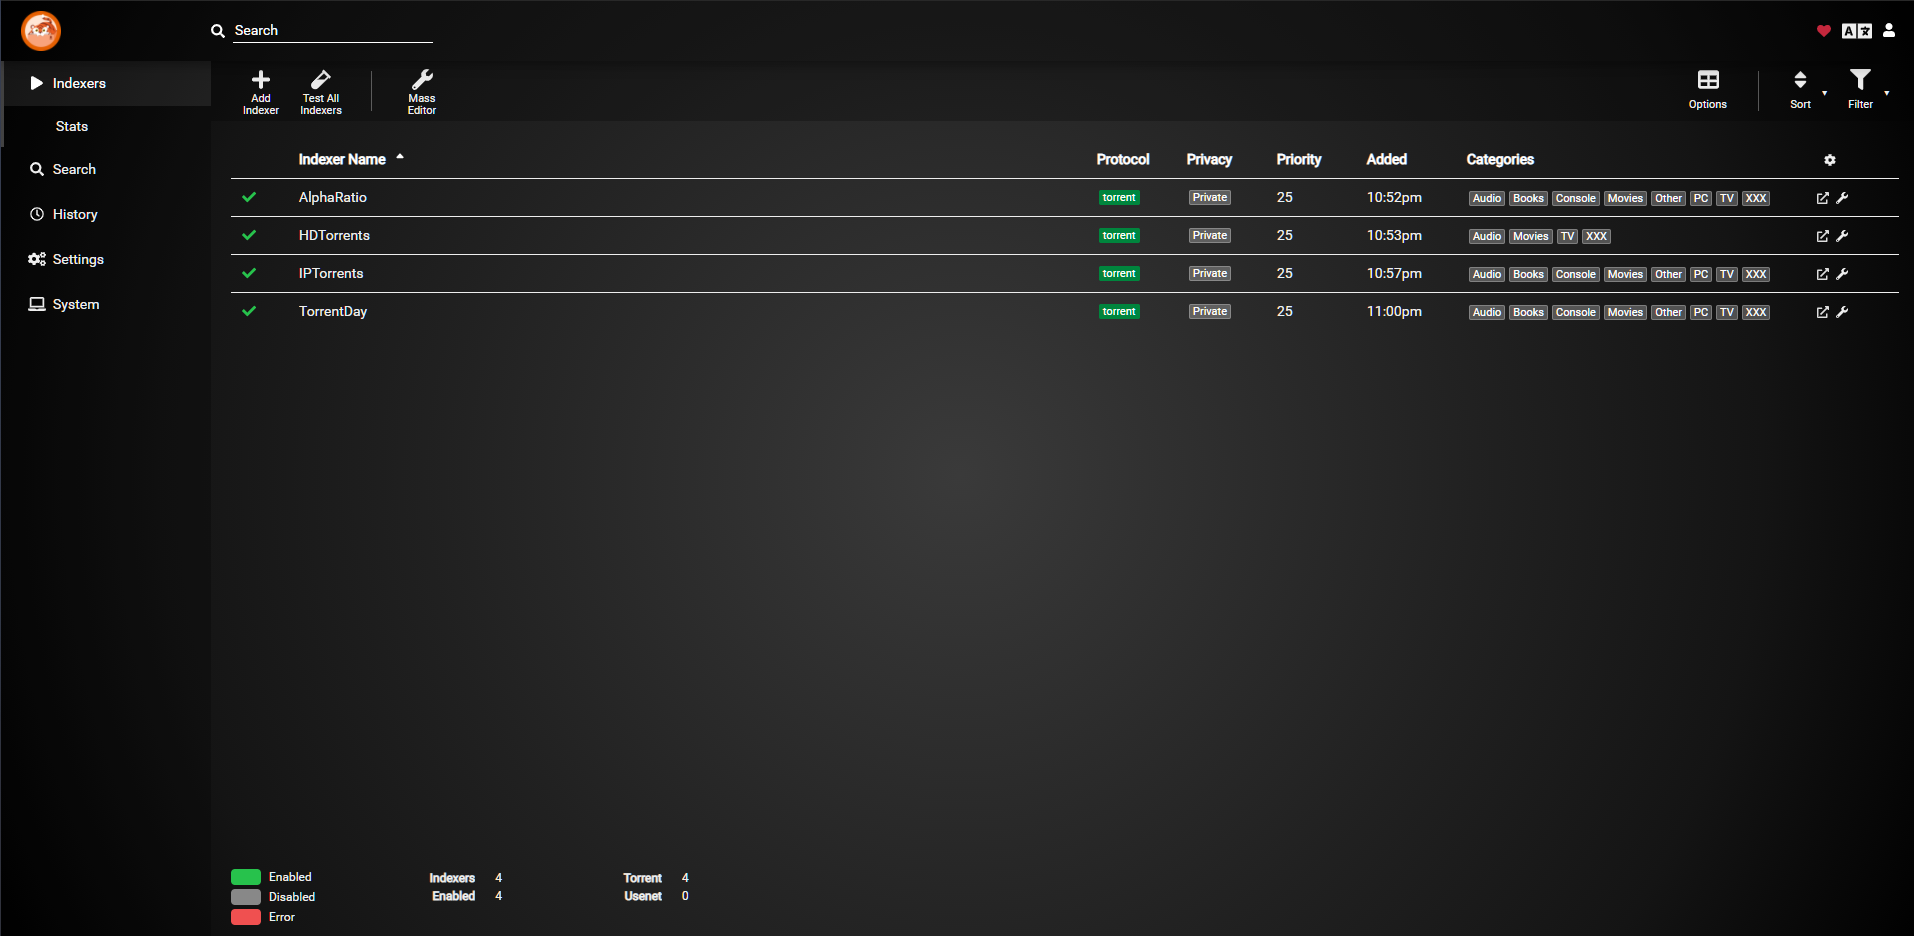 Search
Indexers
Stats
Search
History
Settings
System
Add Indexer
Test All Indexers
Mass Editor
Options
Sort
Filter
Indexer Name Protocol Privacy Priority Added Categories
AlphaRatio torrent Private 25 10:52pm Audio Books Console Movies Other PC TV XXX
HDTorrents torrent Private 25 10:53pm Audio Movies TV XXX
IPTorrents torrent Private 25 10:57pm Audio Books Console Movies Other PC TV XXX
TorrentDay torrent Private 25 11:00pm Audio Books Console Movies Other PC TV XXX
Enabled
Disabled
Error
Indexers 4
Enabled 4
Torrent 4
Usenet 0